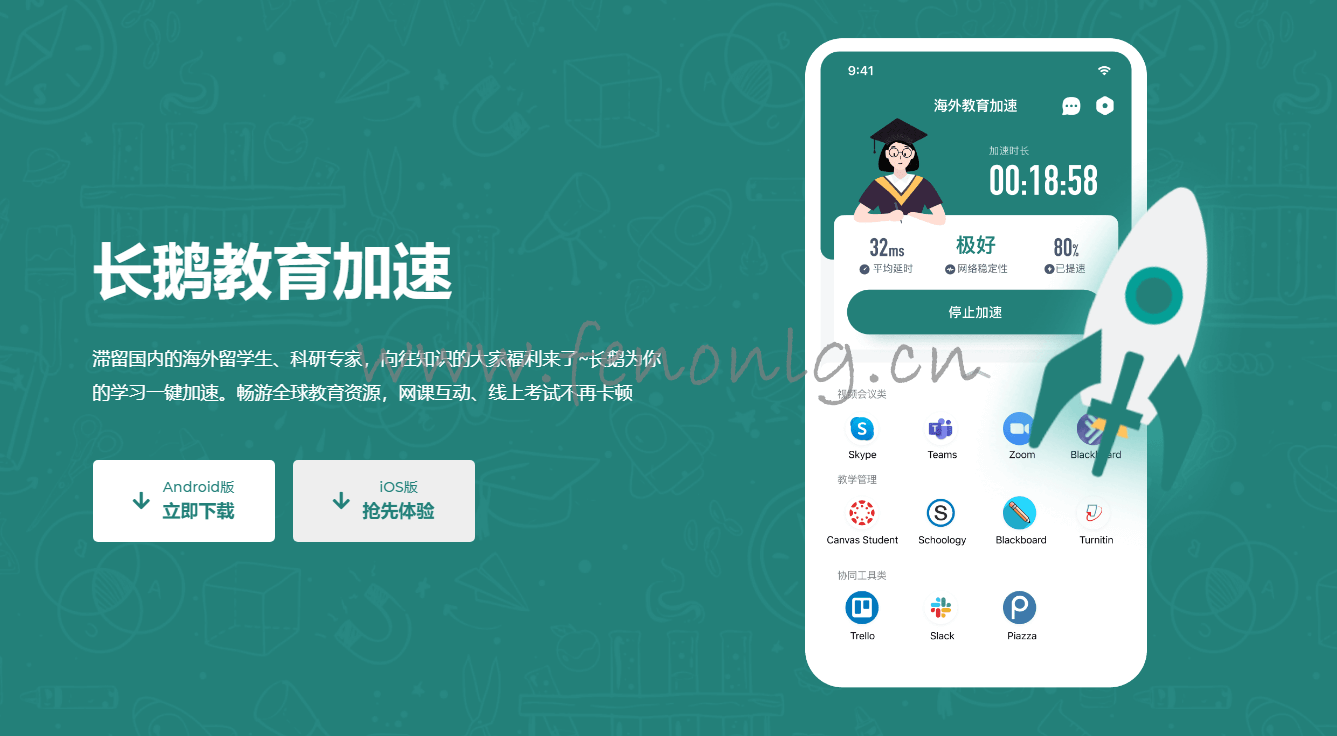 长鹅教育加速
滞留国内的海外留学生、科研专家，向往知识的大家福利来了~长鹅为你
的学习一键加速。畅游全球教育资源，网课互动、线上考试不再卡顿
Android版
立即下载
iOS版
抢先体验
9:41
海外教育加速
加速时长
00:18:58
32ms
平均延时
极好
网络稳定性
80%
已提速
停止加速
视频会议类
Skype
Teams
Zoom
Blackboard
教学管理
Canvas Student
Schoology
Blackboard
Turnitin
协同工具类
Trello
Slack
Piazza
www.fenonlg.cn